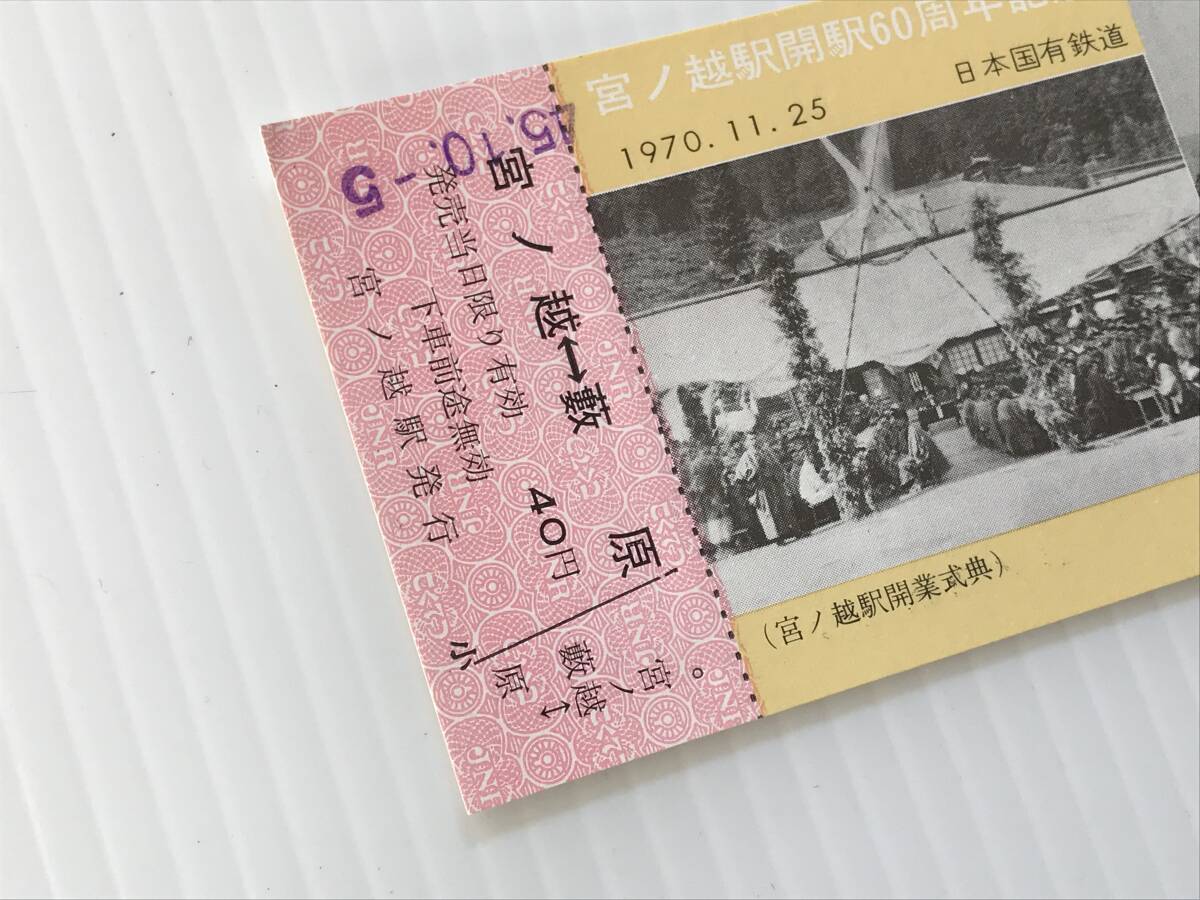 宮ノ越駅開駅60周年記念
1970.11.25
日本国有鉄道
(宮ノ越駅開業式典)
宮ノ越↔藪原
40円
発売当日限り有効
下車前途無効
宮ノ越駅発行
小
宮ノ越
↔
藪原
。
JNR